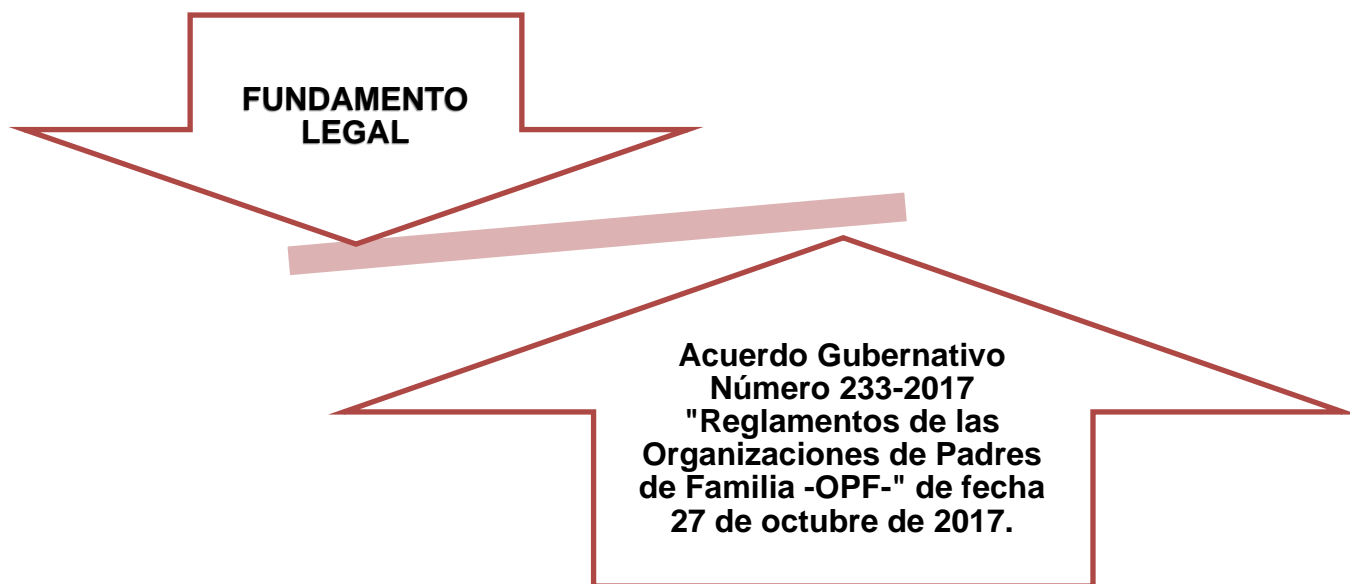 FUNDAMENTO
LEGAL
Acuerdo Gubernativo
Número 233-2017
"Reglamentos de las
Organizaciones de Padres
de Familia -OPF-" de fecha
27 de octubre de 2017.